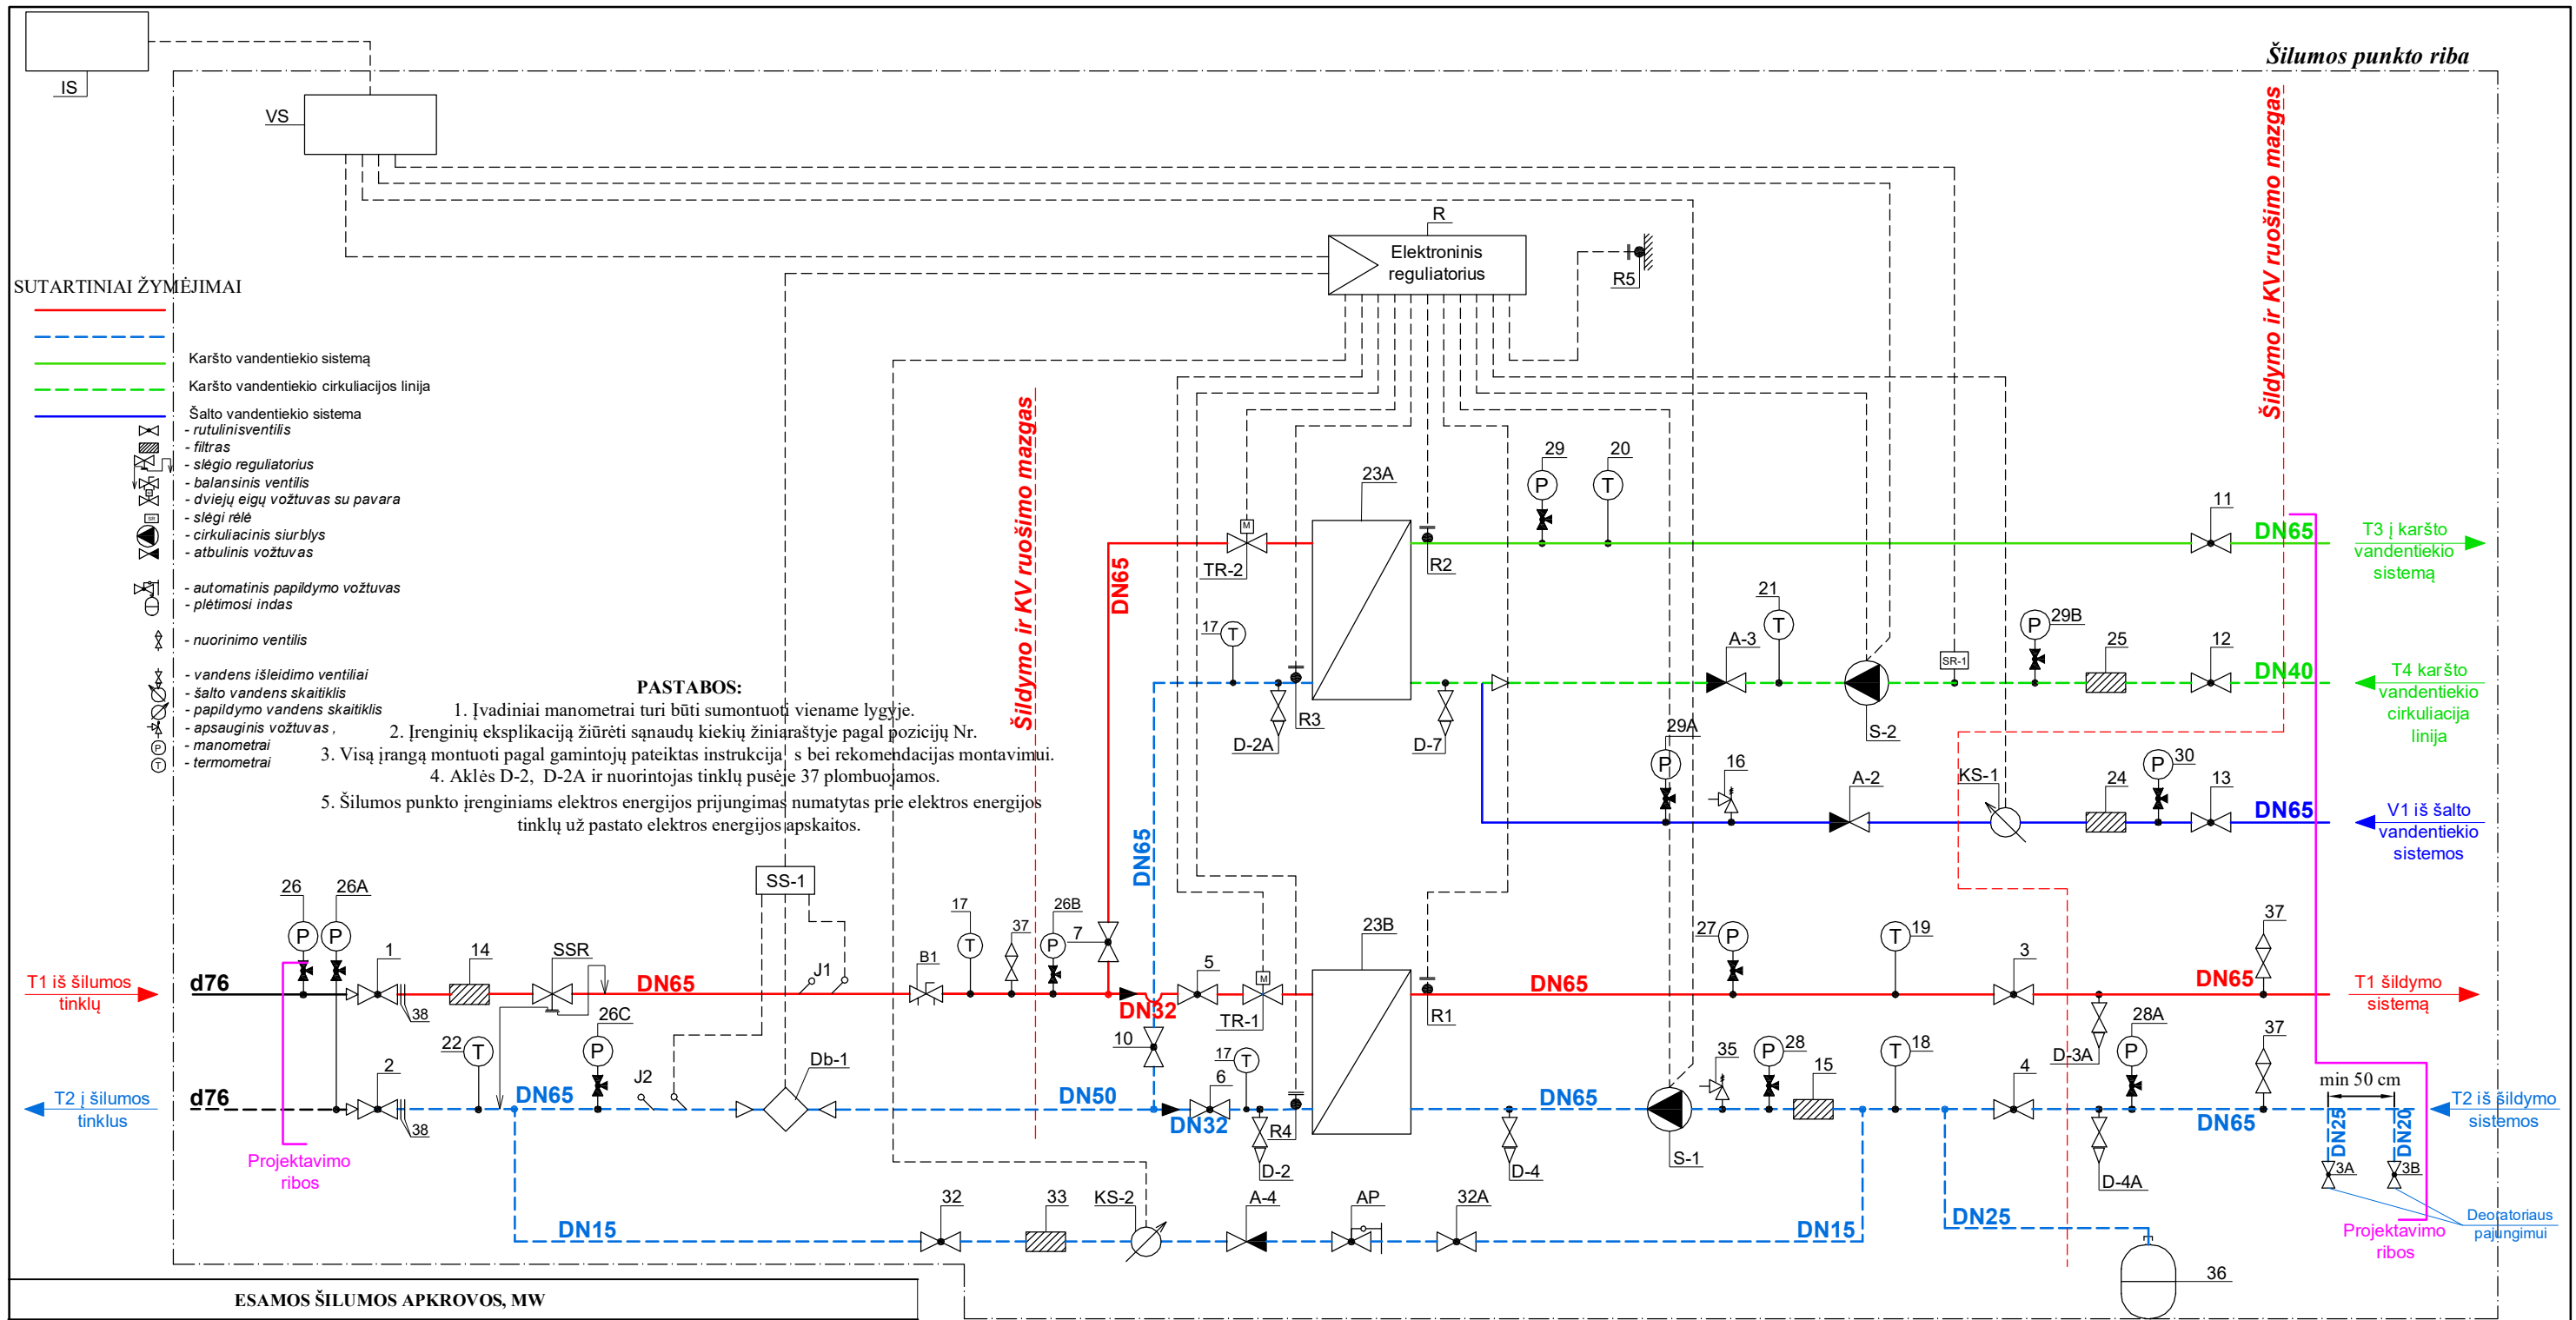 Šilumos punkto riba
IS
VS
R
Elektroninis
reguliatorius
R5
Šildymo ir KV ruošimo mazgas
SUTARTINIAI ŽYMĖJIMAI
Karšto vandentiekio sistemą
Karšto vandentiekio cirkuliacijos linija
Šalto vandentiekio sistema
- rutulinisventilis
- filtras
- slėgio reguliatorius
- balansinis ventilis
- dviejų eigų vožtuvas su pavara
SR
- slėgi rėlė
- cirkuliacinis siurblys
- atbulinis vožtuvas
- automatinis papildymo vožtuvas
- plėtimosi indas
- nuorinimo ventilis
- vandens išleidimo ventiliai
- šalto vandens skaitiklis
- papildymo vandens skaitiklis
- apsauginis vožtuvas ,
P - manometrai
T - termometrai
PASTABOS:
1. Įvadiniai manometrai turi būti sumontuoti viename lygyje.
2. Įrenginių eksplikaciją žiūrėti sąnaudų kiekių žiniaraštyje pagal pozicijų Nr.
3. Visą įrangą montuoti pagal gamintojų pateiktas instrukcija s bei rekomendacijas montavimui.
4. Aklės D-2, D-2A ir nuorintojas tinklų pusėje 37 plombuojamos.
5. Šilumos punkto įrenginiams elektros energijos prijungimas numatytas prie elektros energijos
tinklų už pastato elektros energijos apskaitos.
Šildymo ir KV ruošimo mazgas
DN65
M
TR-2
23A
R2
29
P
20
T
11
DN65
T3 į karšto
vandentiekio
sistemą
17
T
D-2A
R3
D-7
A-3
21
T
S-2
SR-1
29B
P
25
12
DN40
T4 karšto
vandentiekio
cirkuliacija
linija
DN65
29A
P
16
A-2
KS-1
24
30
P
13
DN65
V1 iš šalto
vandentiekio
sistemos
T1 iš šilumos
tinklų
d76
26
P
26A
P
1
38
14
SSR
DN65
SS-1
J1
B1
17
T
37
26B
P
7
DN32
5
M
TR-1
23B
R1
DN65
27
P
19
T
3
D-3A
DN65
37
T1 šildymo
sistemą
T2 į šilumos
tinklus
d76
2
38
22
T
DN65
26C
P
J2
Db-1
DN50
10
DN32
6
17
T
D-2
R4
D-4
DN65
S-1
35
28
P
15
18
T
4
D-4A
28A
P
DN65
37
min 50 cm
DN25
DN20
3A
3B
T2 iš šildymo
sistemos
Deoratoriaus
pajungimui
Projektavimo
ribos
DN15
32
33
KS-2
A-4
AP
32A
DN15
DN25
36
Projektavimo
ribos
ESAMOS ŠILUMOS APKROVOS, MW